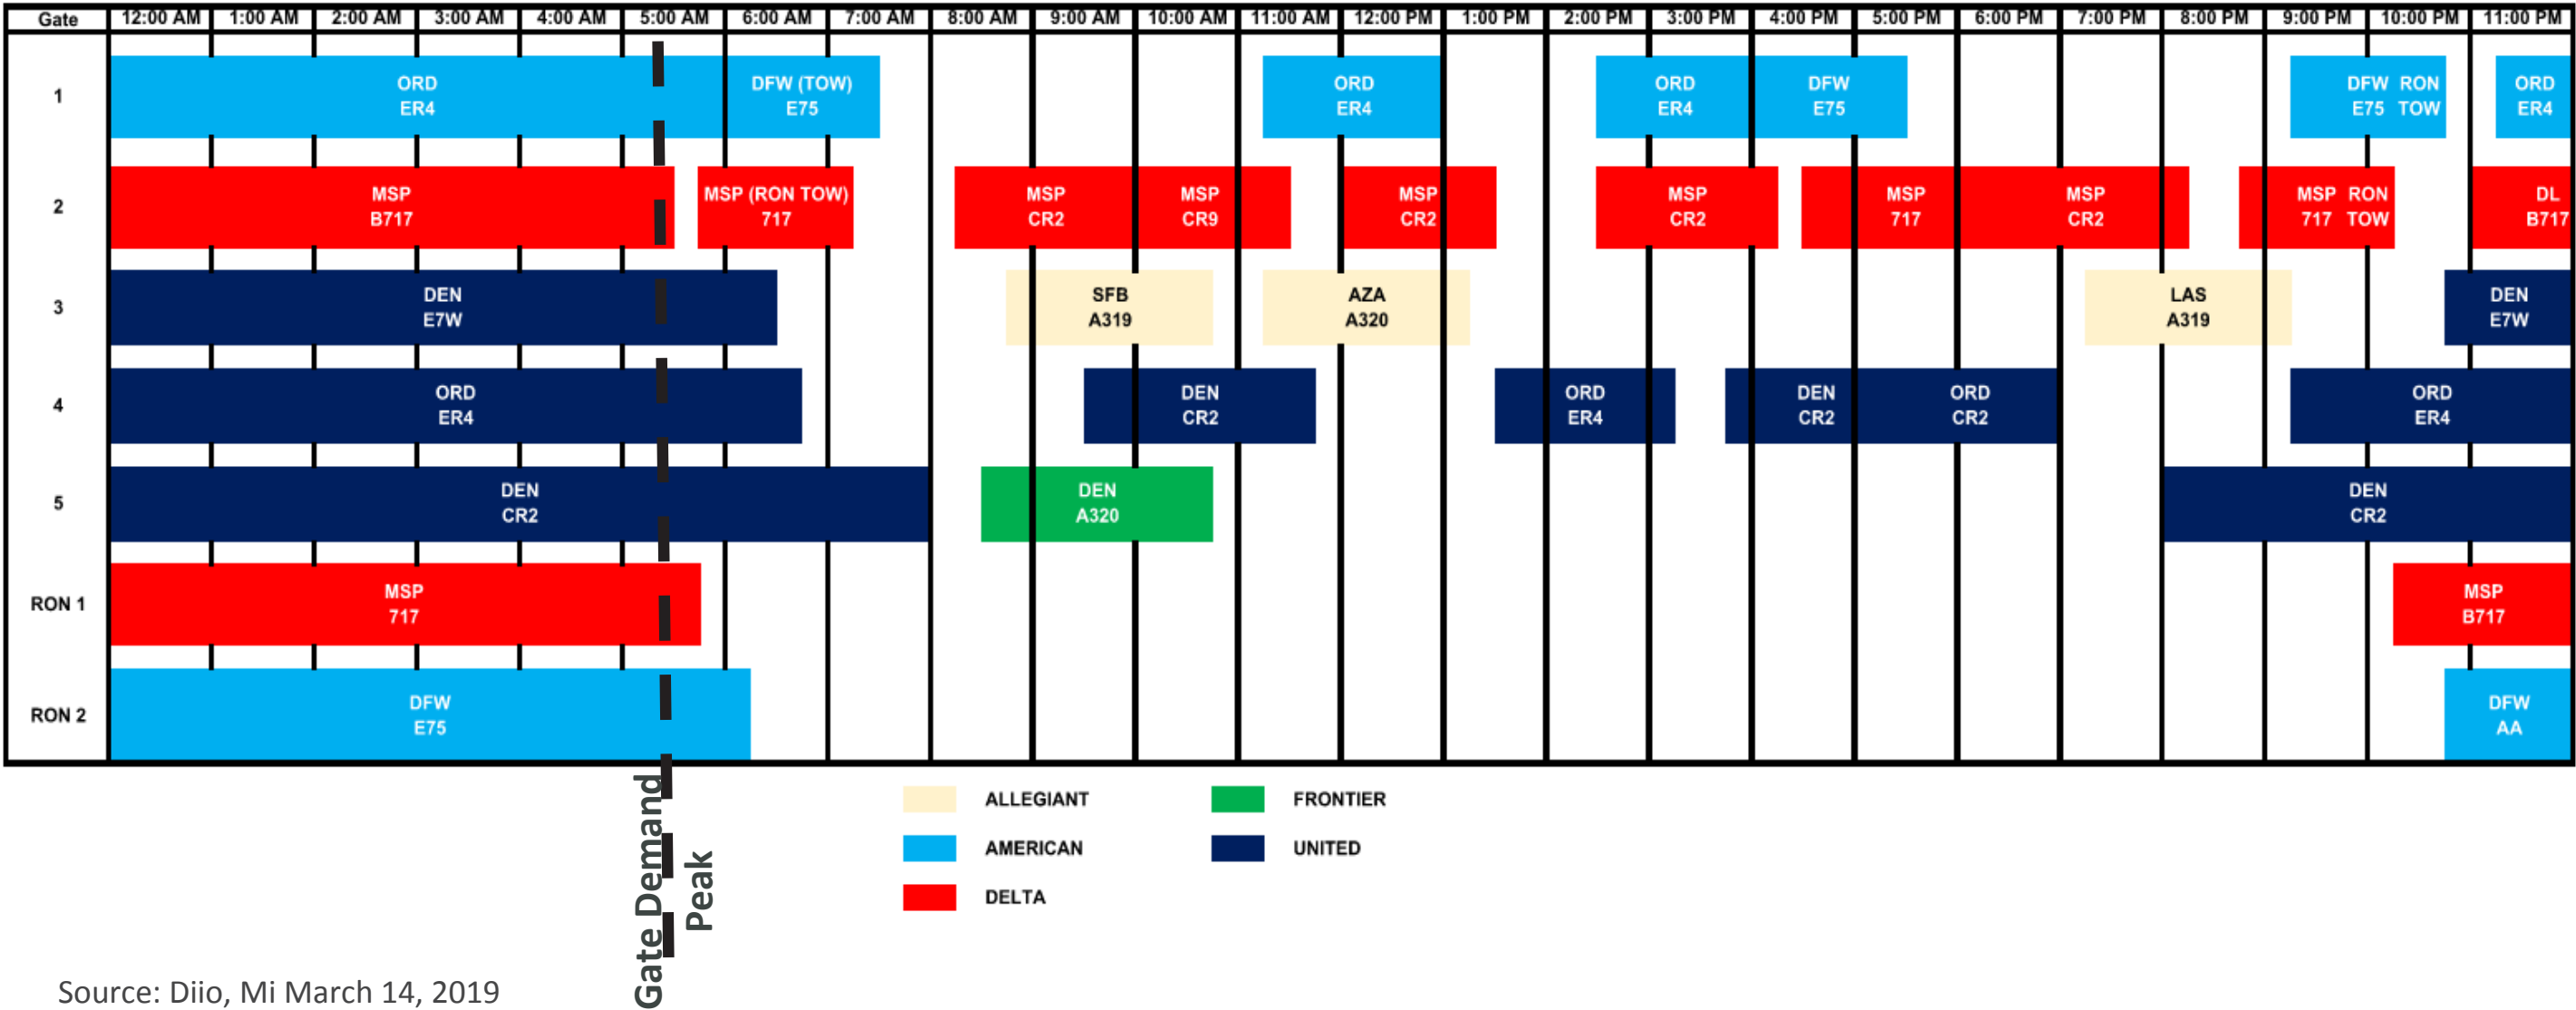 Gate 12:00 AM 1:00 AM 2:00 AM 3:00 AM 4:00 AM 5:00 AM 6:00 AM 7:00 AM 8:00 AM 9:00 AM 10:00 AM 11:00 AM 12:00 PM 1:00 PM 2:00 PM 3:00 PM 4:00 PM 5:00 PM 6:00 PM 7:00 PM 8:00 PM 9:00 PM 10:00 PM 11:00 PM
1
ORD
ER4
DFW (TOW)
E75
ORD
ER4
ORD
ER4
DFW
E75
DFW RON
E75 TOW
ORD
ER4
2
MSP
B717
MSP (RON TOW)
717
MSP
CR2
MSP
CR9
MSP
CR2
MSP
CR2
MSP
717
MSP
CR2
MSP RON
717 TOW
DL
B717
3
DEN
E7W
SFB
A319
AZA
A320
LAS
A319
DEN
E7W
4
ORD
ER4
DEN
CR2
ORD
ER4
DEN
CR2
ORD
CR2
ORD
ER4
5
DEN
CR2
DEN
A320
DEN
CR2
RON 1
MSP
717
MSP
B717
RON 2
DFW
E75
DFW
AA
Gate Demand
Peak
ALLEGIANT
FRONTIER
AMERICAN
UNITED
DELTA
Source: Diio, Mi March 14, 2019